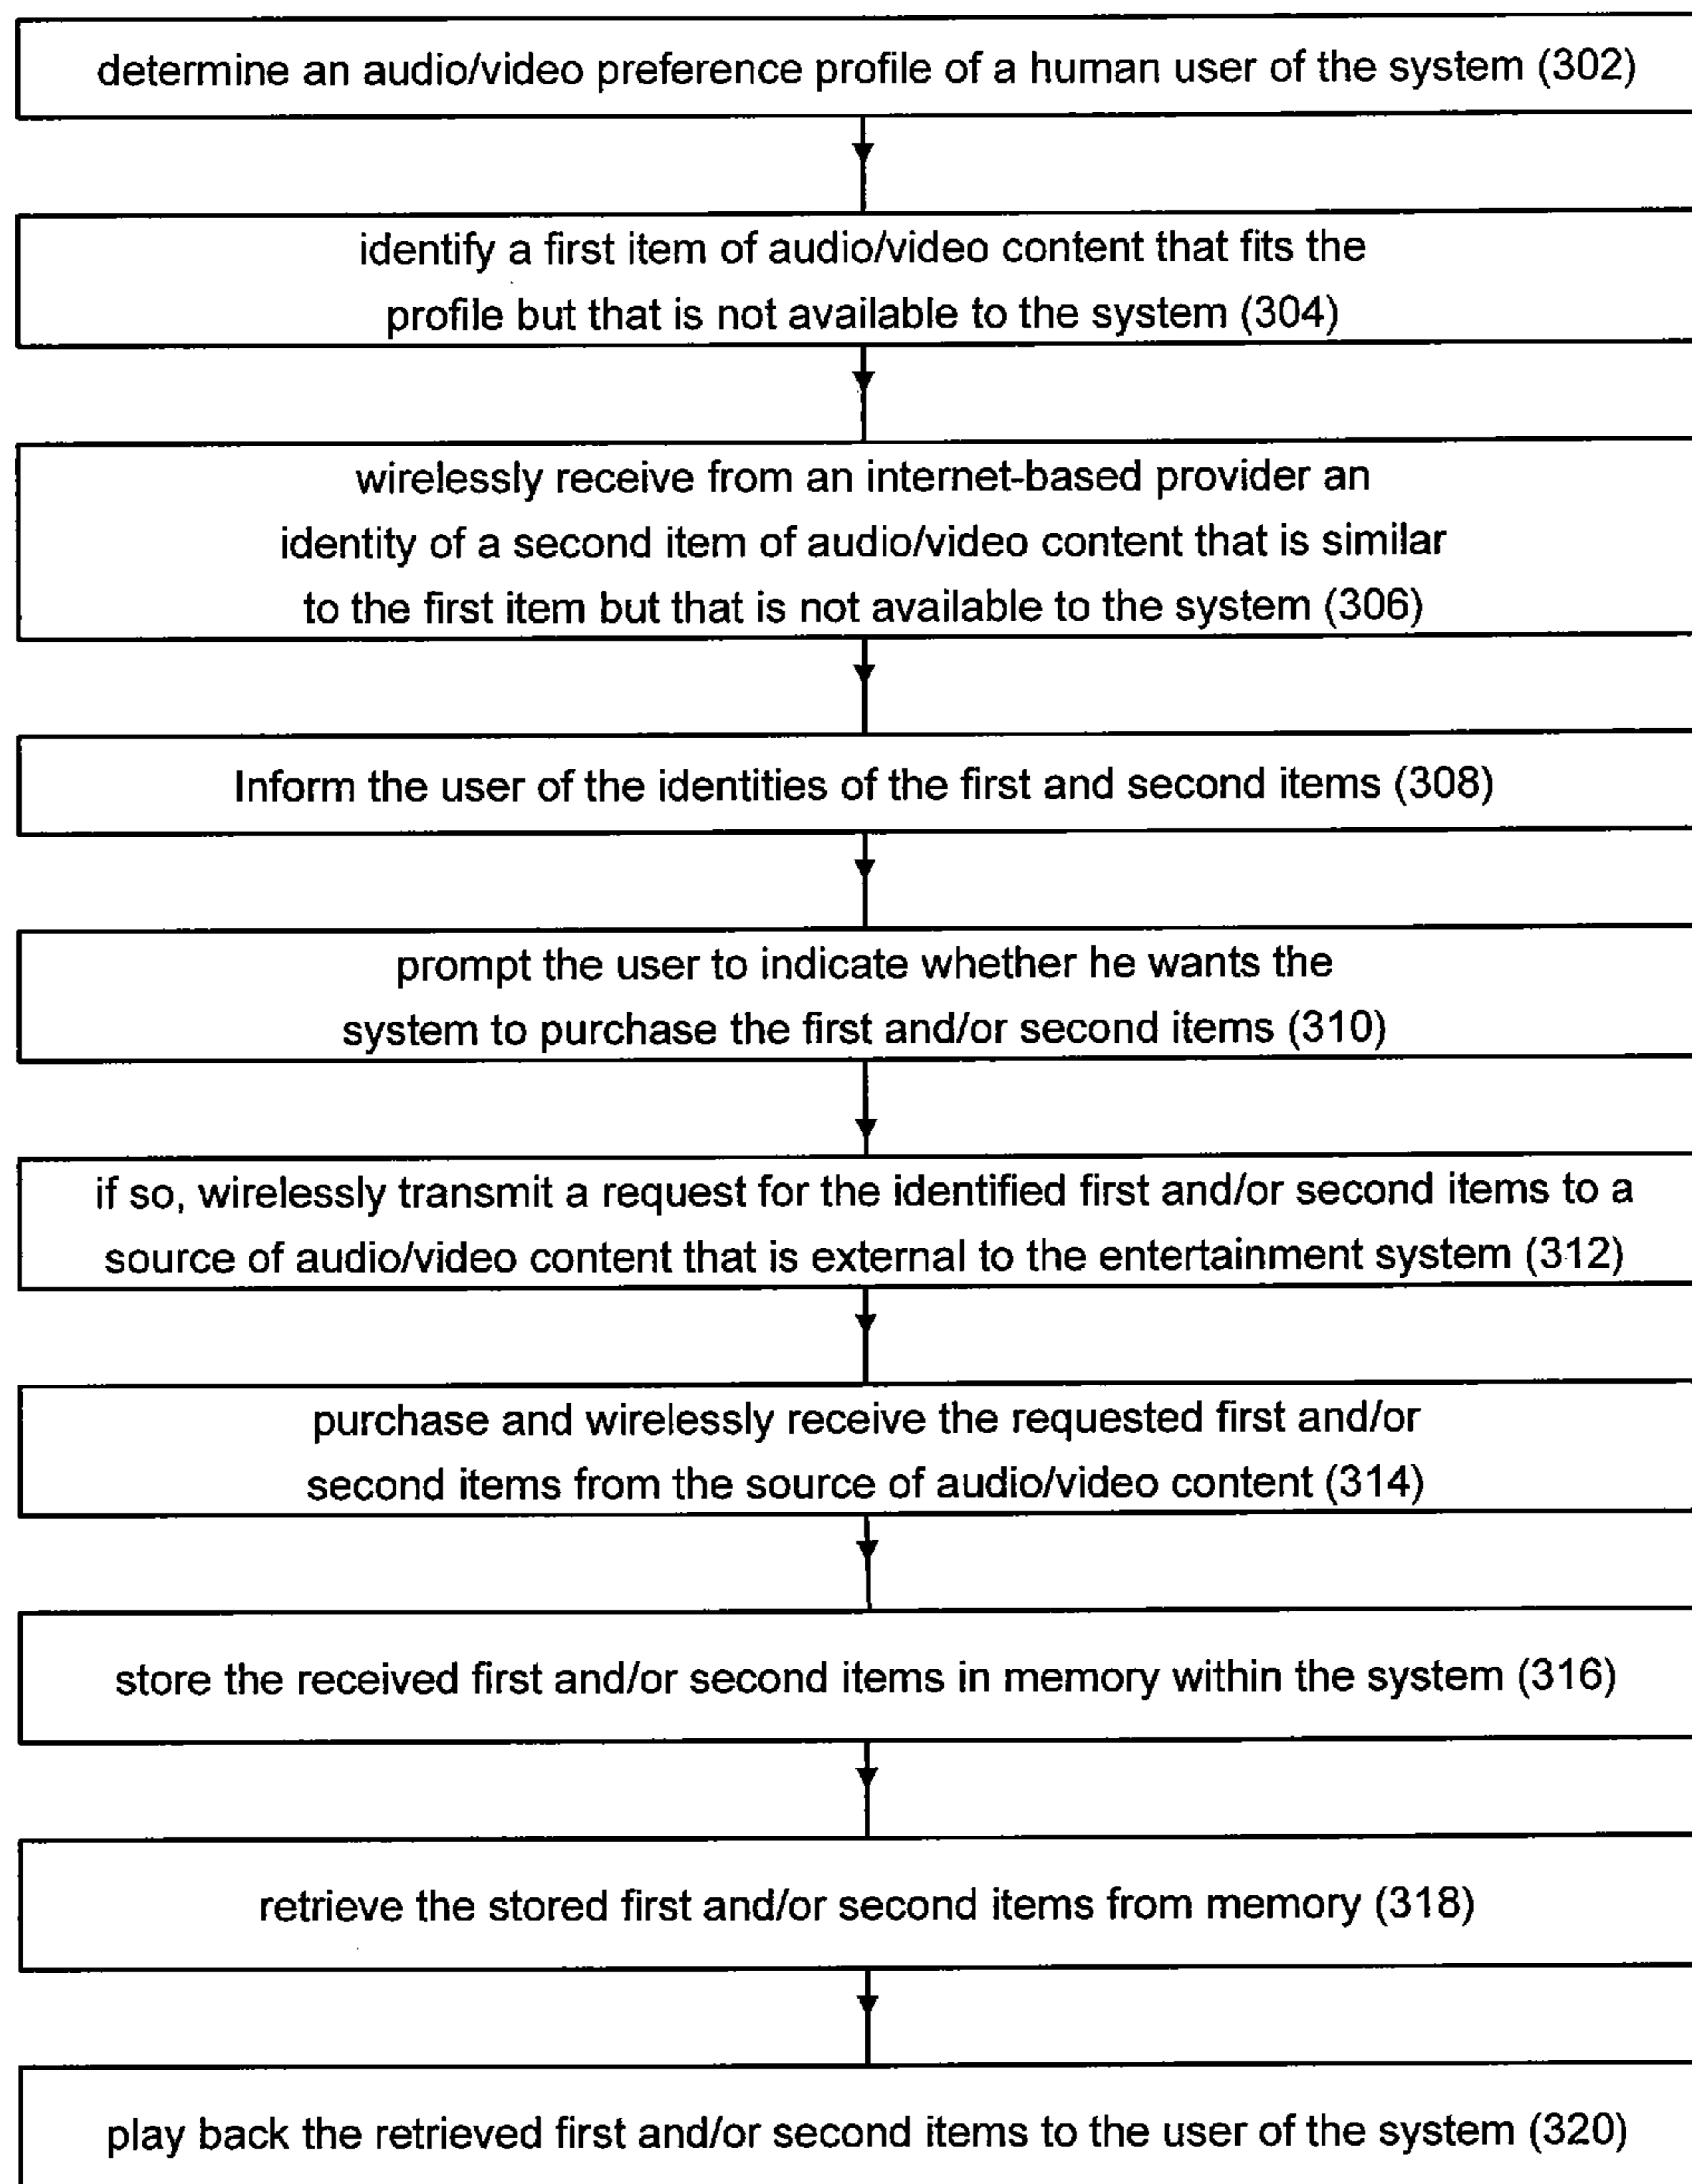 determine an audio/video preference profile of a human user of the system (302)
identify a first item of audio/video content that fits the
profile but that is not available to the system (304)
wirelessly receive from an internet-based provider an
identity of a second item of audio/video content that is similar
to the first item but that is not available to the system (306)
Inform the user of the identities of the first and second items (308)
prompt the user to indicate whether he wants the
system to purchase the first and/or second items (310)
if so, wirelessly transmit a request for the identified first and/or second items to a
source of audio/video content that is external to the entertainment system (312)
purchase and wirelessly receive the requested first and/or
second items from the source of audio/video content (314)
store the received first and/or second items in memory within the system (316)
retrieve the stored first and/or second items from memory (318)
play back the retrieved first and/or second items to the user of the system (320)